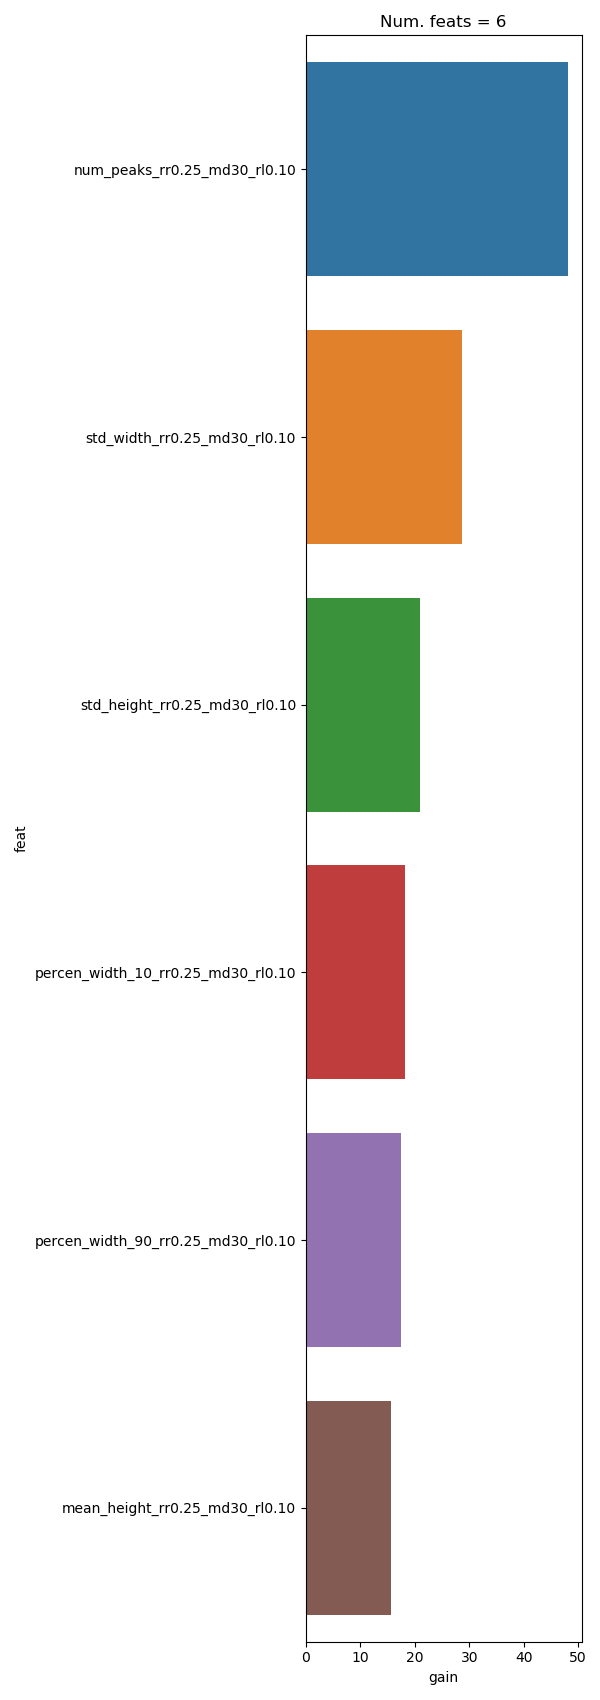 Num. feats = 6
num_peaks_rr0.25_md30_rl0.10
std_width_rr0.25_md30_rl0.10
std_height_rr0.25_md30_rl0.10
feat
percen_width_10_rr0.25_md30_rl0.10
percen_width_90_rr0.25_md30_rl0.10
mean_height_rr0.25_md30_rl0.10
0 10 20 30 40 50
gain